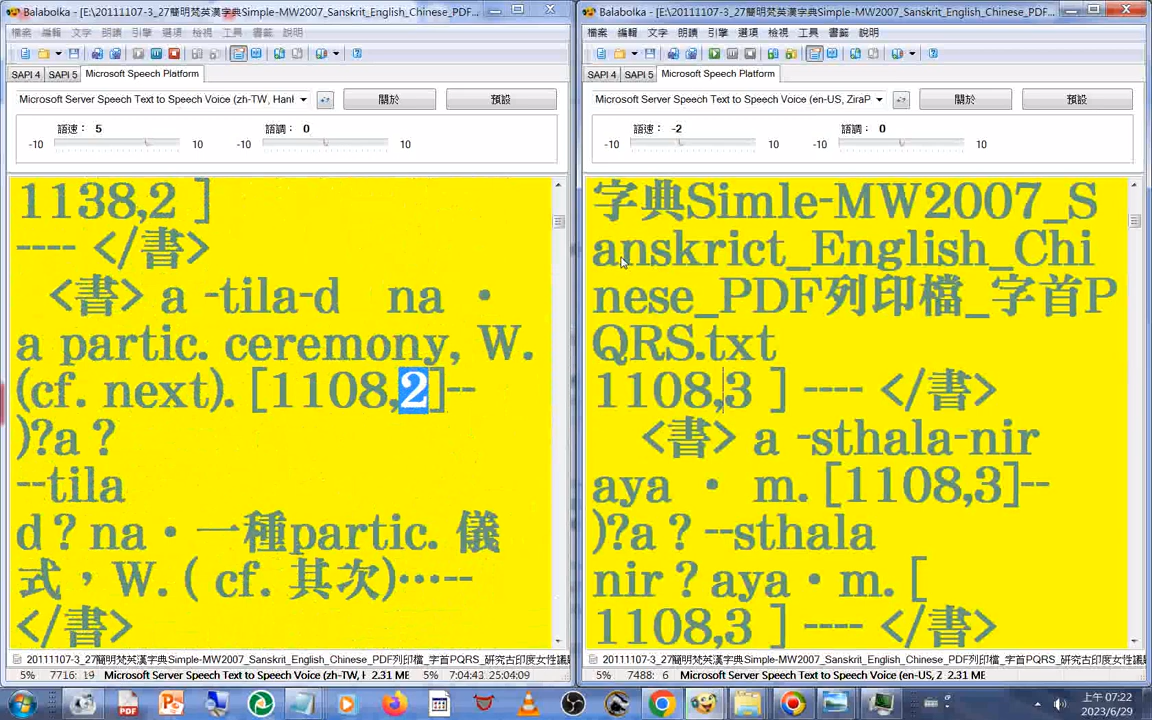 Balabolka - [E:\20111107-3_27簡明梵英漢字典Simple-MW2007_Sanskrit_English_Chinese_PDF...
檔案 編輯 文字 朗讀 引擎 選項 檢視 工具 書籤 說明
SAPI 4 SAPI 5 Microsoft Speech Platform
Microsoft Server Speech Text to Speech Voice (zh-TW, Hanl 關於 預設
語速: 5 語調: 0
-10 10 -10 10
1138,2 ]
---- </書>
<書> a -tila-d na •
a partic. ceremony, W.
(cf. next). [1108,2]--
)?a ?
--tila
d ? na • 一種partic. 儀
式，W. ( cf. 其次)…--
</書>
20111107-3_27簡明梵英漢字典Simple-MW2007_Sanskrit_English_Chinese_PDF列印檔_字首PQRS_研究古印度女性議題
5% 7716: 19 Microsoft Server Speech Text to Speech Voice (zh-TW, H 2.31 MB 5% 7:04:43 25:04:09
Balabolka - [E:\20111107-3_27簡明梵英漢字典Simple-MW2007_Sanskrit_English_Chinese_PDF...
檔案 編輯 文字 朗讀 引擎 選項 檢視 工具 書籤 說明
SAPI 4 SAPI 5 Microsoft Speech Platform
Microsoft Server Speech Text to Speech Voice (en-US, ZiraP 關於 預設
語速: -2 語調: 0
-10 10 -10 10
字典Simle-MW2007_S
anskrict_English_Chi
nese_PDF列印檔_字首P
QRS.txt
1108,3 ] ---- </書>
<書> a -sthala-nir
aya • m. [1108,3]--
)?a ? --sthala
nir ? aya • m. [
1108,3 ] ---- </書>
20111107-3_27簡明梵英漢字典Simple-MW2007_Sanskrit_English_Chinese_PDF列印檔_字首PQRS_研究古印度女性議題
5% 7488: 6 Microsoft Server Speech Text to Speech Voice (en-US, Z 2.31 MB
上午 07:22
2023/6/29